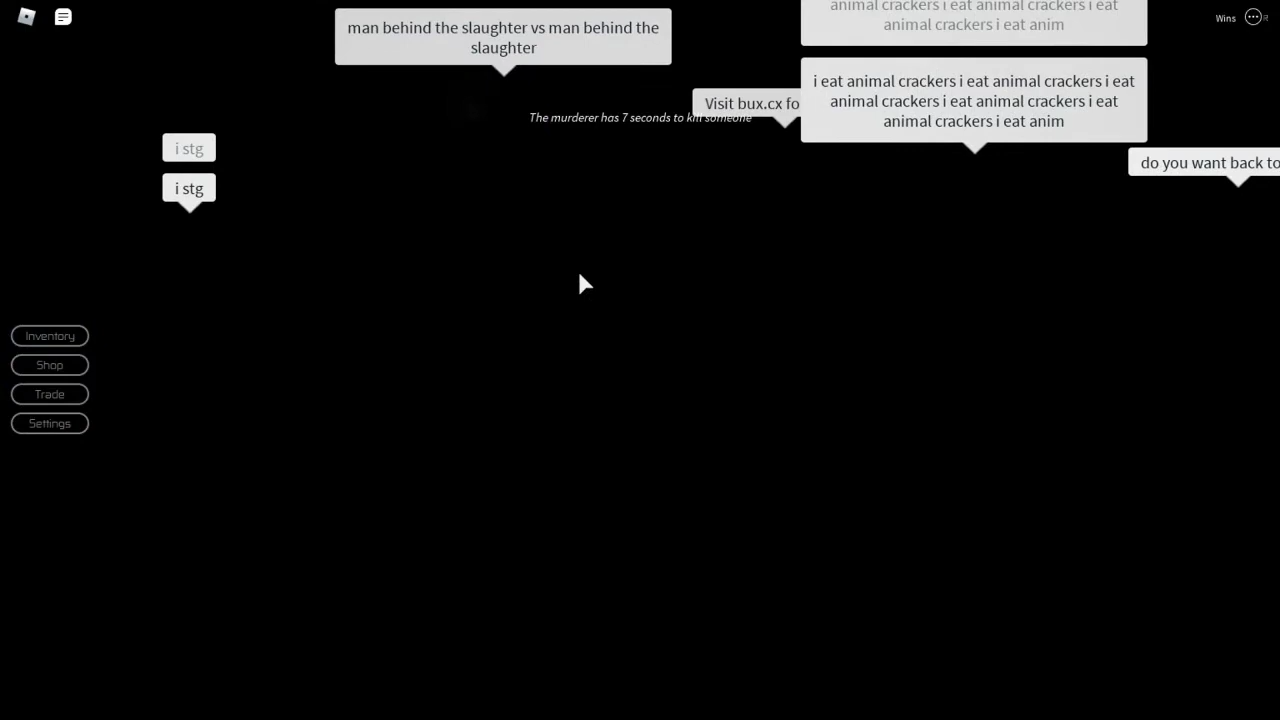 man behind the slaughter vs man behind the
slaughter
animal crackers i eat animal crackers i eat
animal crackers i eat anim
Wins
i eat animal crackers i eat animal crackers i eat
animal crackers i eat animal crackers i eat
animal crackers i eat anim
Visit bux.cx fo
The murderer has 7 seconds to kill someone
i stg
do you want back to
i stg
Inventory
Shop
Trade
Settings